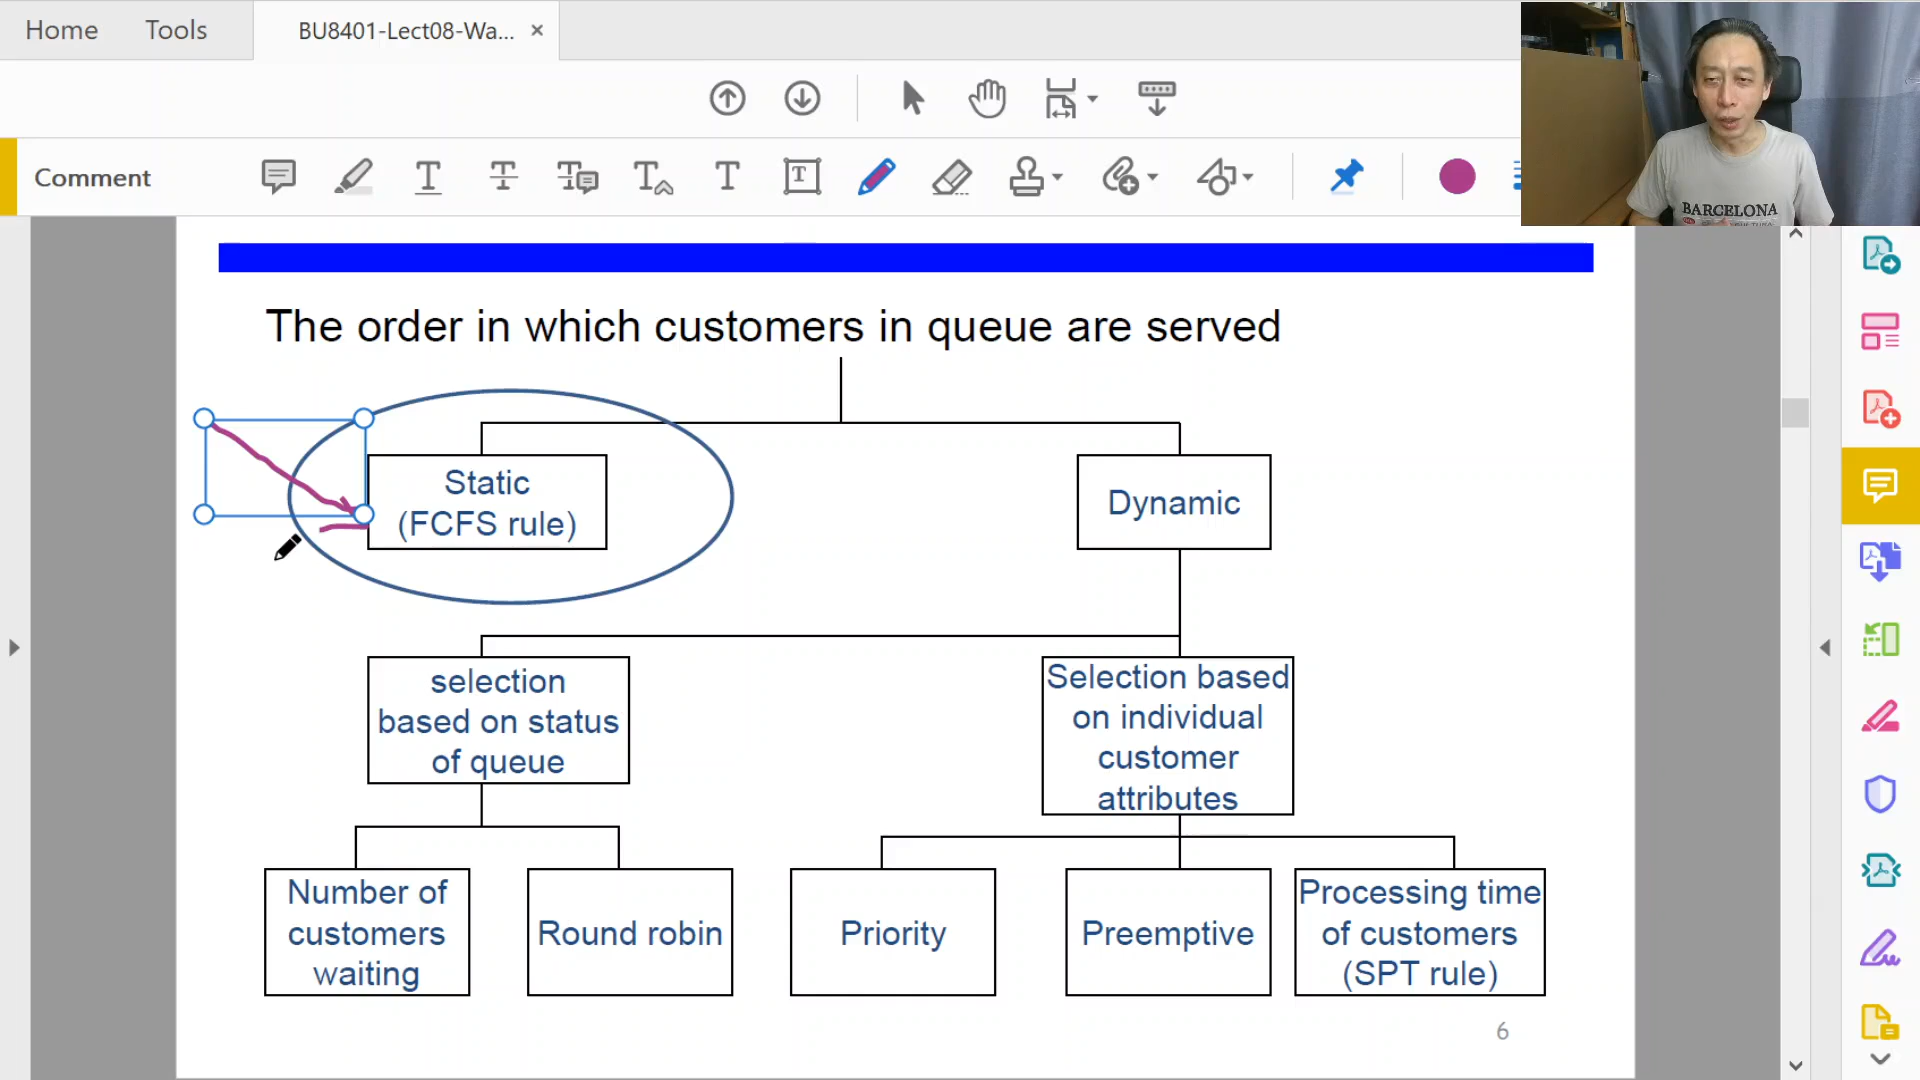 Home
Tools
BU8401-Lect08-Wa...
Comment
BARCELONA
The order in which customers in queue are served
Static
(FCFS rule)
Dynamic
selection
based on status
of queue
Selection based
on individual
customer
attributes
Number of
customers
waiting
Round robin
Priority
Preemptive
Processing time
of customers
(SPT rule)
6